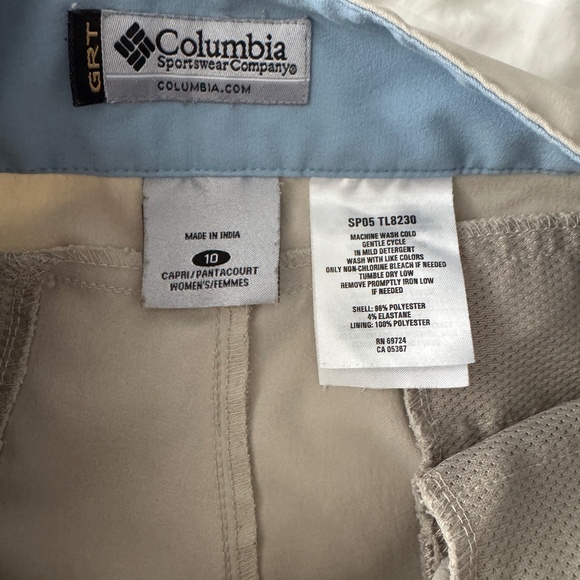 GRT
Columbia
Sportswear Company®
COLUMBIA.COM
MADE IN INDIA
10
CAPRI/PANTACOURT
WOMEN'S/FEMMES
SP05 TL8230
MACHINE WASH COLD
GENTLE CYCLE
IN MILD DETERGENT
WASH WITH LIKE COLORS
ONLY NON-CHLORINE BLEACH IF NEEDED
TUMBLE DRY LOW
REMOVE PROMPTLY IRON LOW
IF NEEDED
SHELL: 96% POLYESTER
4% ELASTANE
LINING: 100% POLYESTER
RN 69724
CA 05367